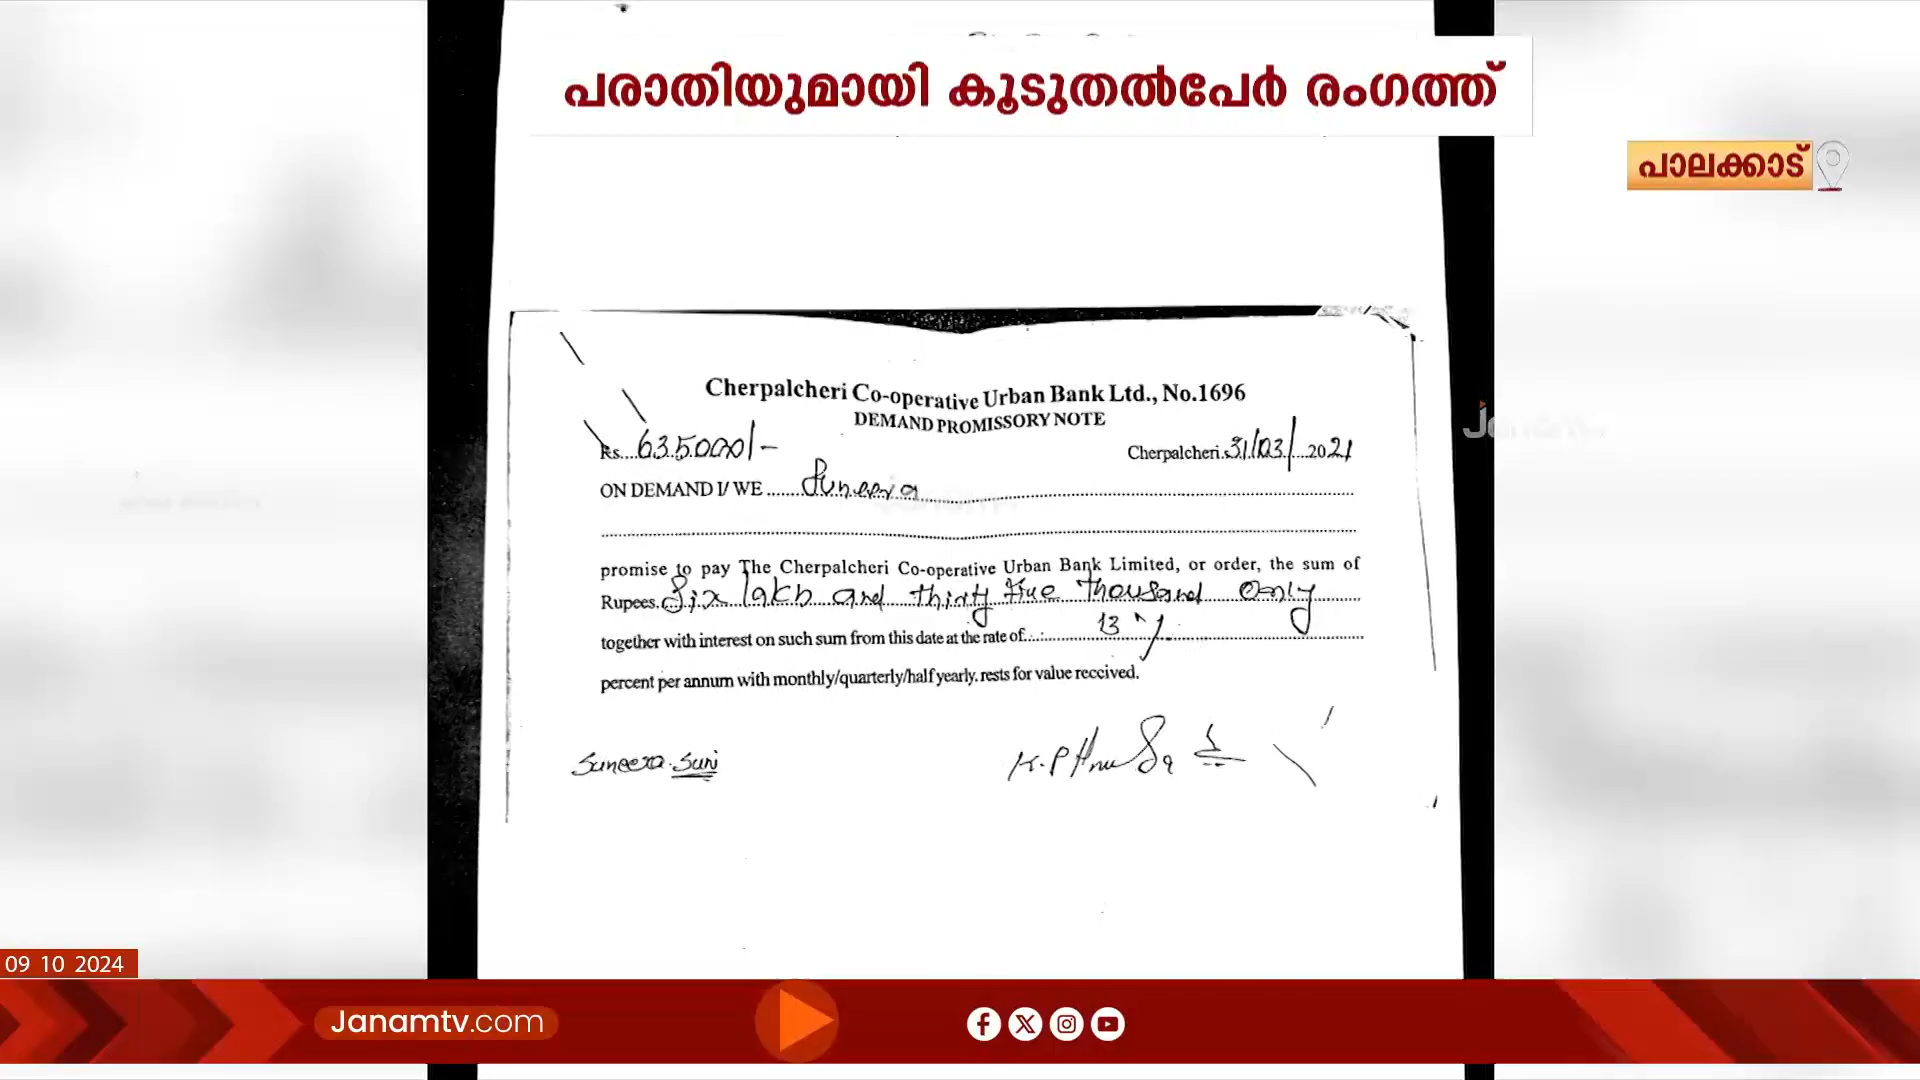 പരാതിയുമായി കൂടുതൽപേർ രംഗത്ത്
പാലക്കാട്
Cherpalcheri Co-operative Urban Bank Ltd., No.1696
DEMAND PROMISSORY NOTE
Rs....635000/-
Cherpalcheri.31/03/...2021
ON DEMAND I/ WE ......Suneera
promise to pay The Cherpalcheri Co-operative Urban Bank Limited, or order, the sum of
Rupees.Six lakh and thirty five thousand only
together with interest on such sum from this date at the rate of....13 %
percent per annum with monthly/quarterly/half yearly. rests for value received.
Suneera.
Janam
09 10 2024
Janamtv.com